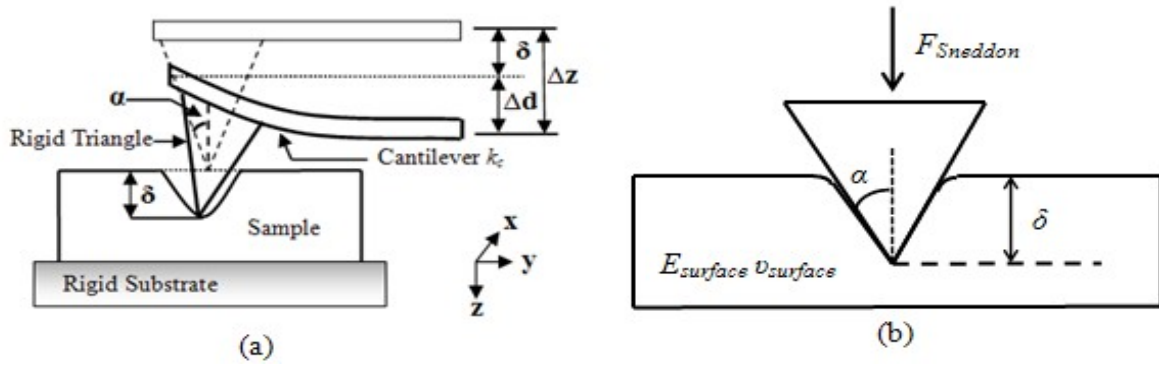 δ
Δz
Δd
α
Rigid Triangle
Cantilever k_c
δ
Sample
x
y
z
Rigid Substrate
(a)
F_Sneddon
α
δ
E_surface υ_surface
(b)